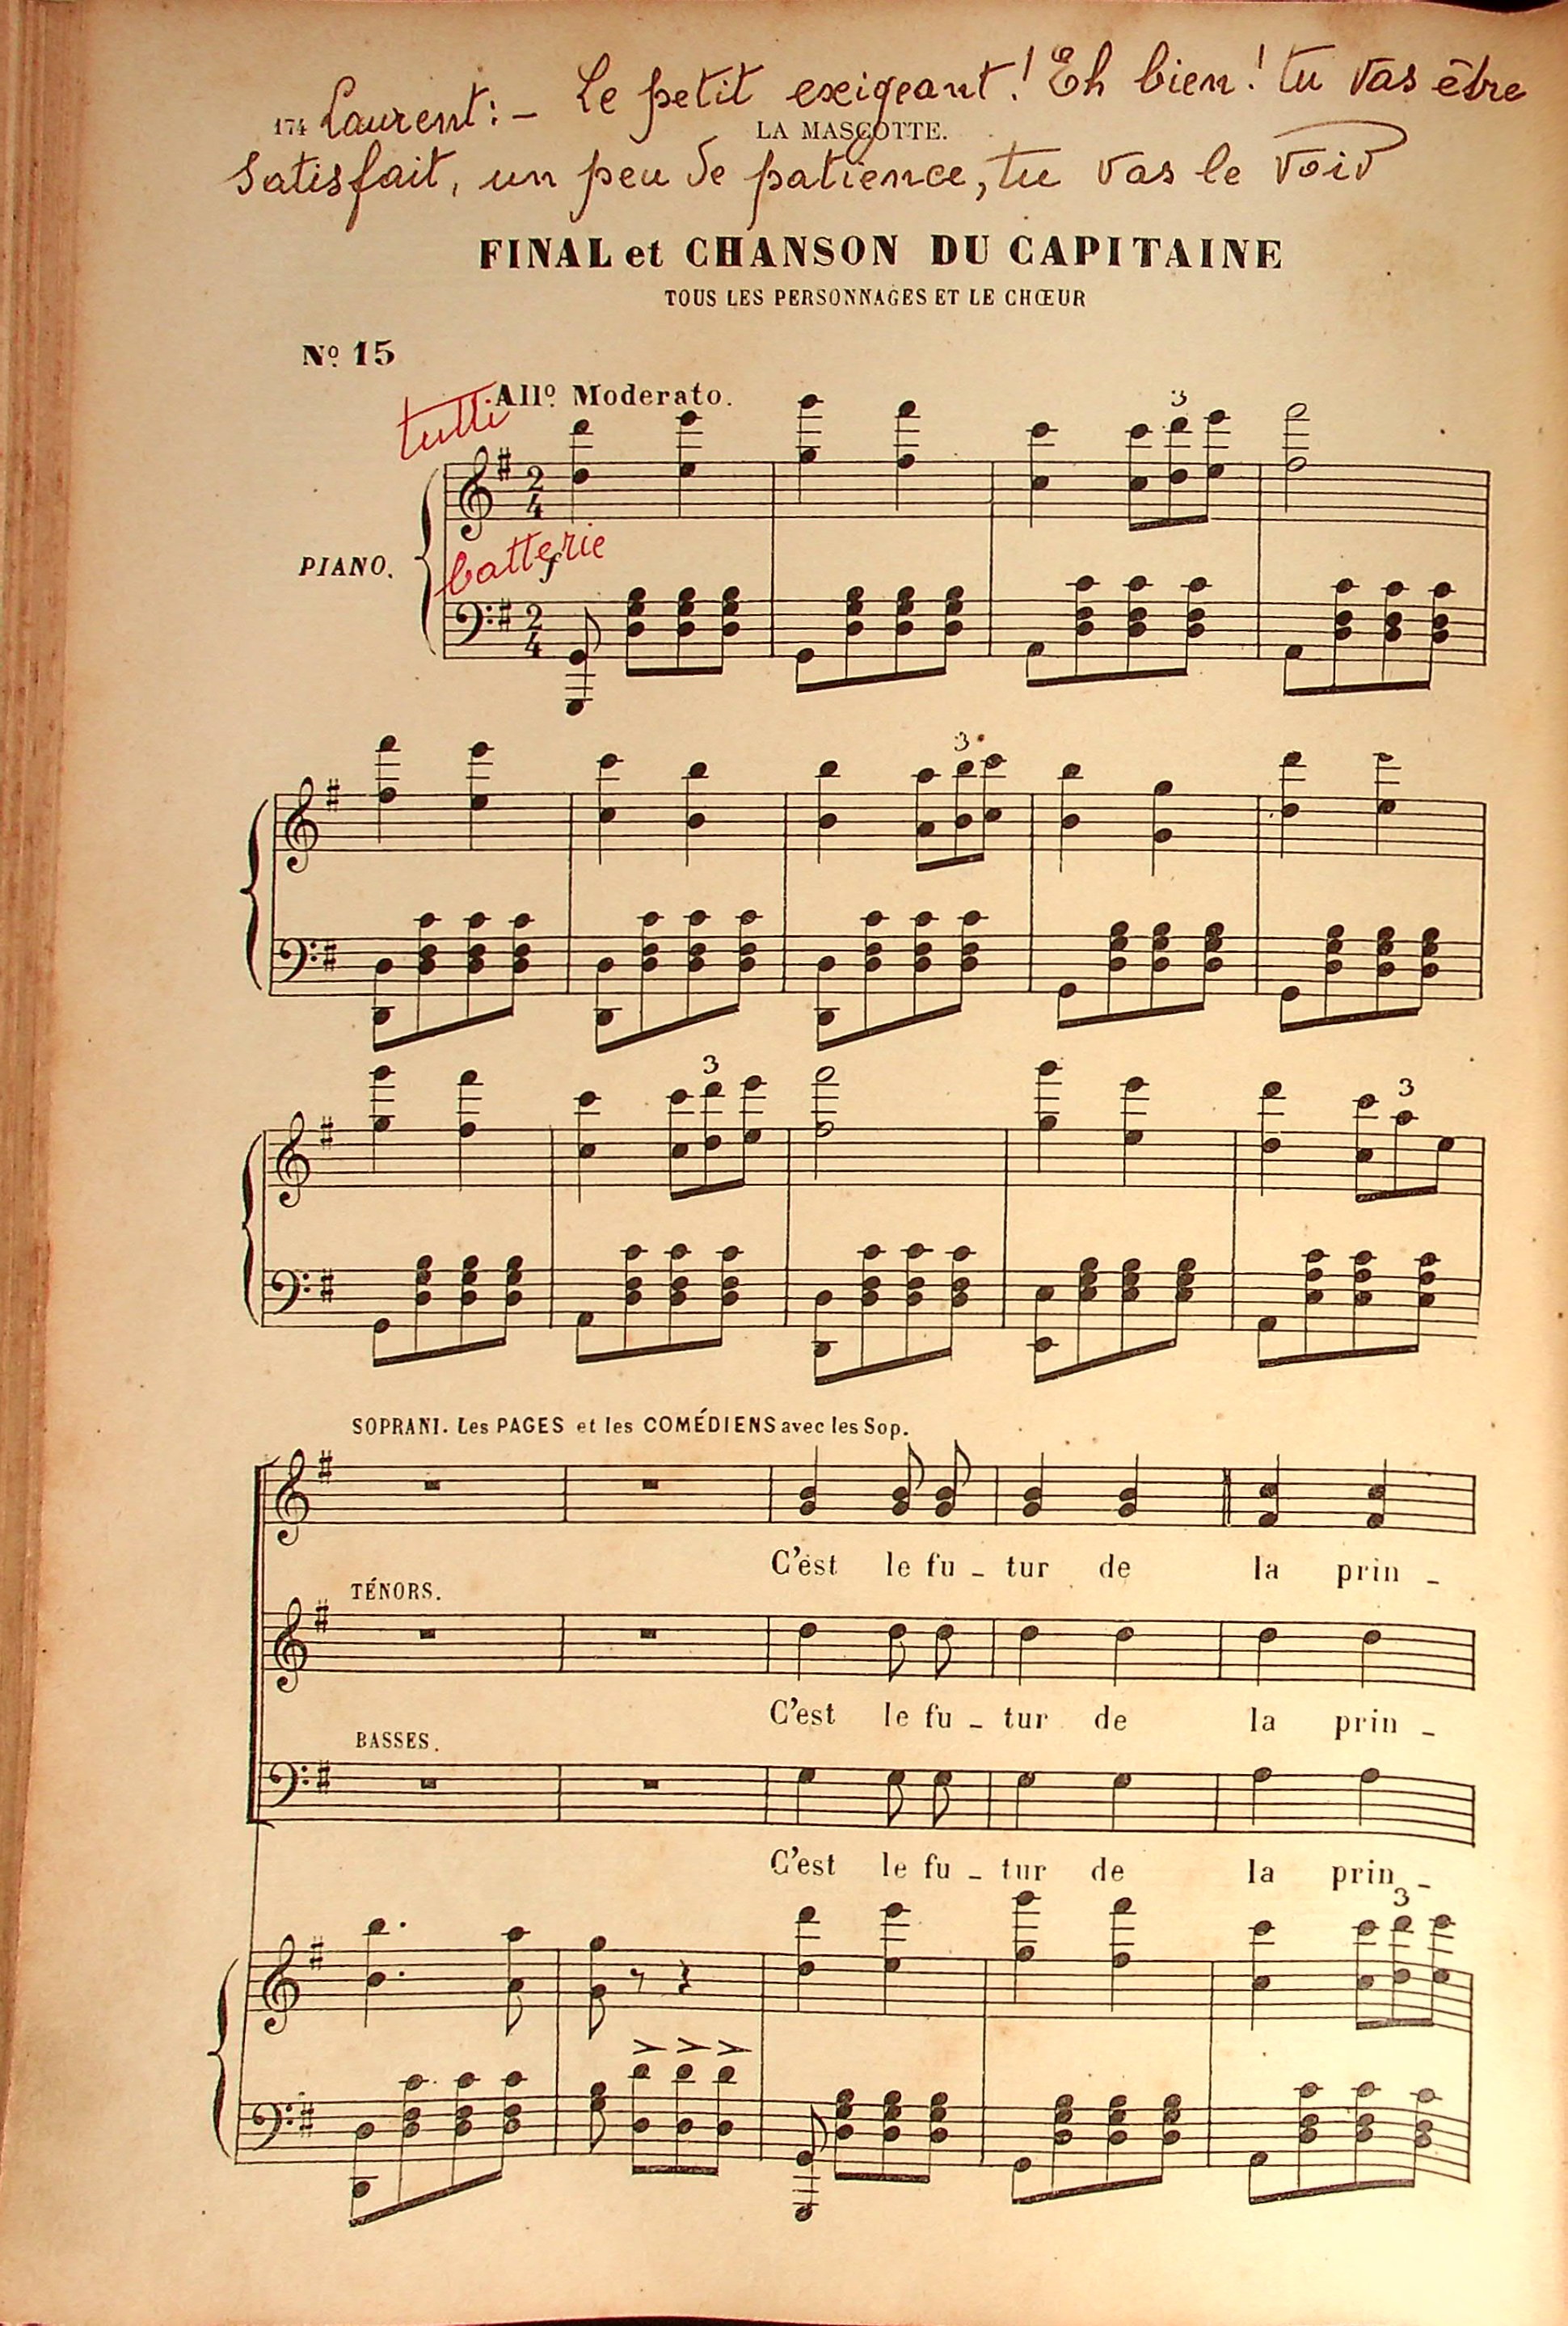 Laurent: – Le petit exigeant! Eh bien! tu vas être
174 LA MASCOTTE.
satisfait, un peu de patience, tu vas le voir
FINAL et CHANSON DU CAPITAINE
TOUS LES PERSONNAGES ET LE CHŒUR
Nº 15
tutti Allº Moderato.
3
PIANO. batterie f
3
3 3
SOPRANI. Les PAGES et les COMÉDIENS avec les Sop.
C'est le fu - tur de la prin -
TÉNORS.
C'est le fu - tur de la prin -
BASSES.
C'est le fu - tur de la prin -
3